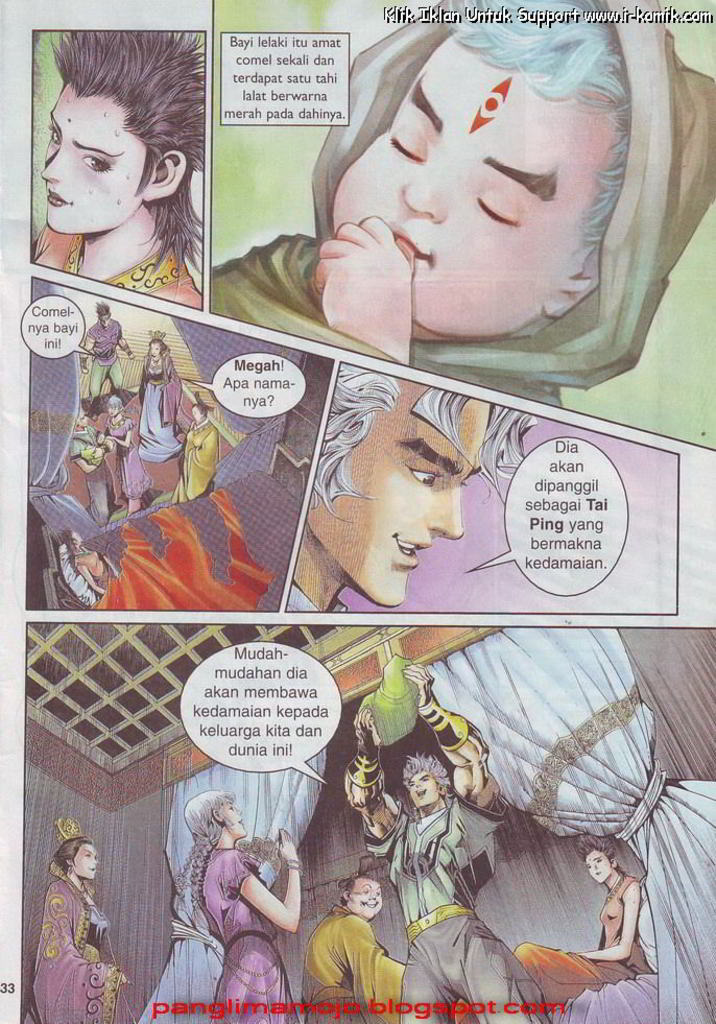 Klik Iklan Untuk Support www.ir-komik.com
Bayi lelaki itu amat
comel sekali dan
terdapat satu tahi
lalat berwarna
merah pada dahinya.
Comel-
nya bayi
ini!
Megah!
Apa nama-
nya?
Dia
akan
dipanggil
sebagai Tai
Ping yang
bermakna
kedamaian.
Mudah-
mudahan dia
akan membawa
kedamaian kepada
keluarga kita dan
dunia ini!
33
panglimamojo.blogspot.com